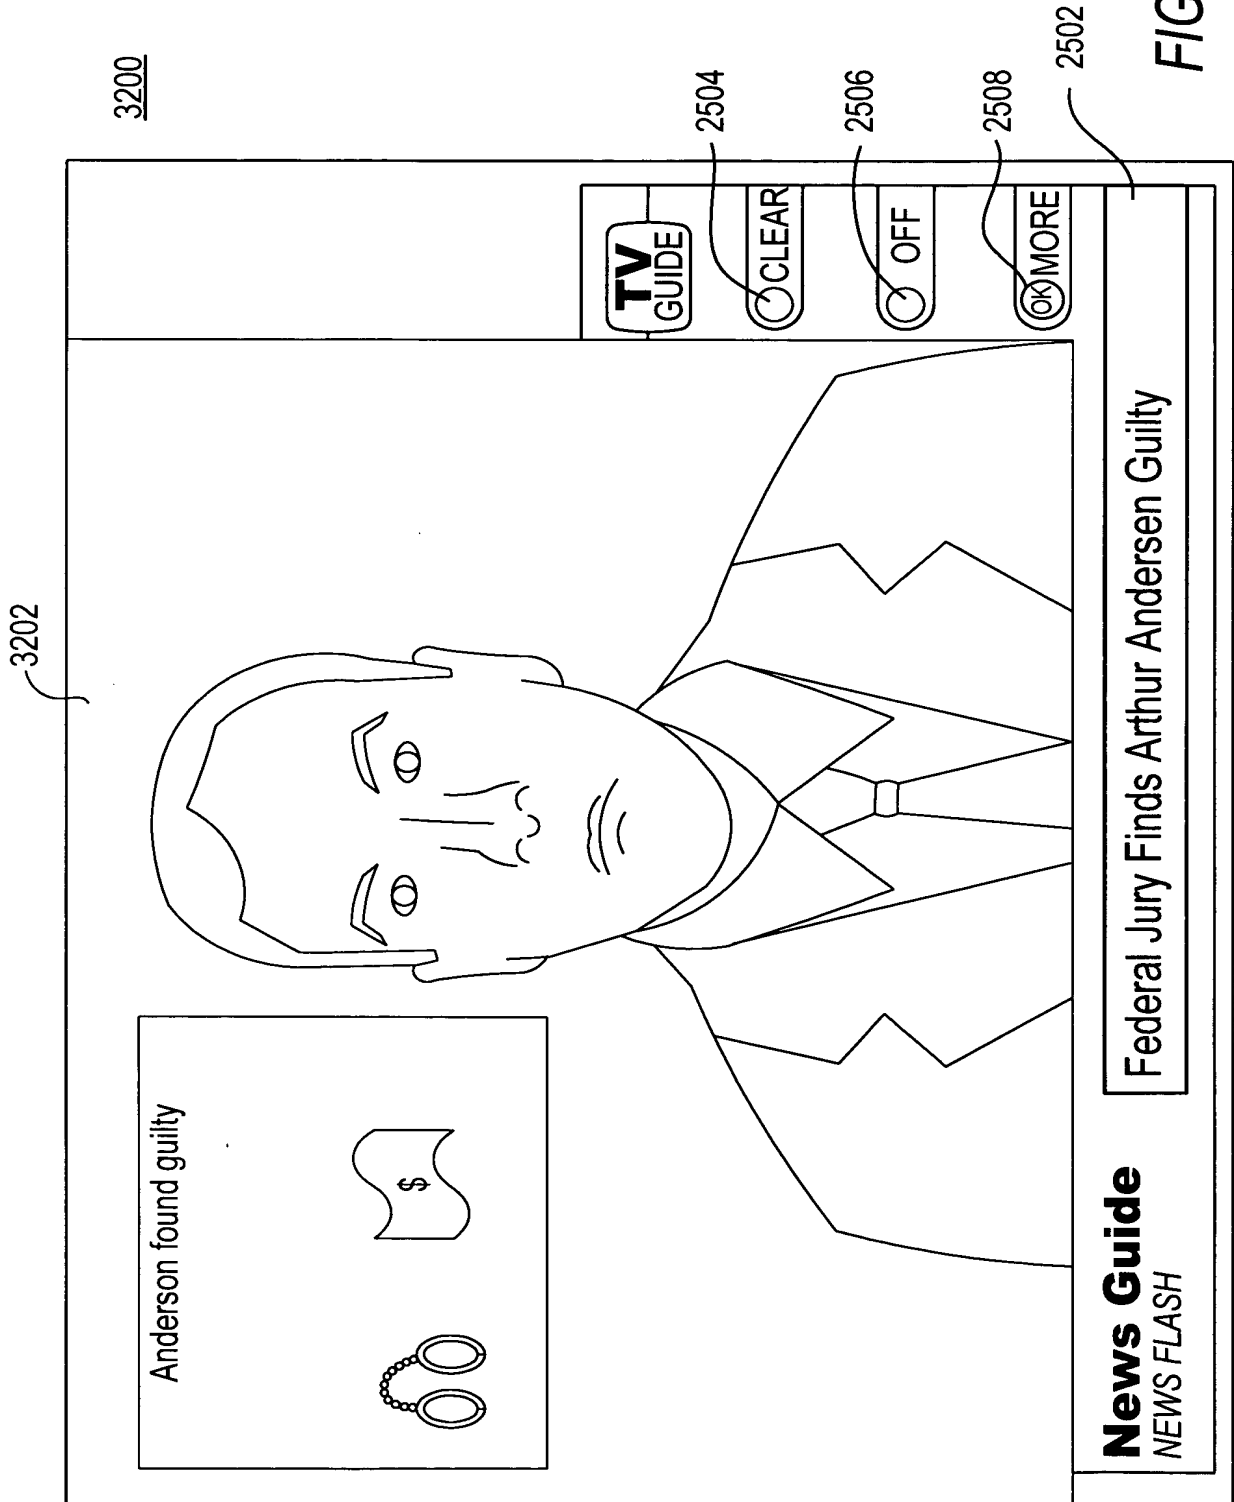 3200
3202
Anderson found guilty
$
TV
GUIDE
2504
CLEAR
2506
OFF
2508
OK MORE
2502
News Guide
NEWS FLASH
Federal Jury Finds Arthur Andersen Guilty
FIG